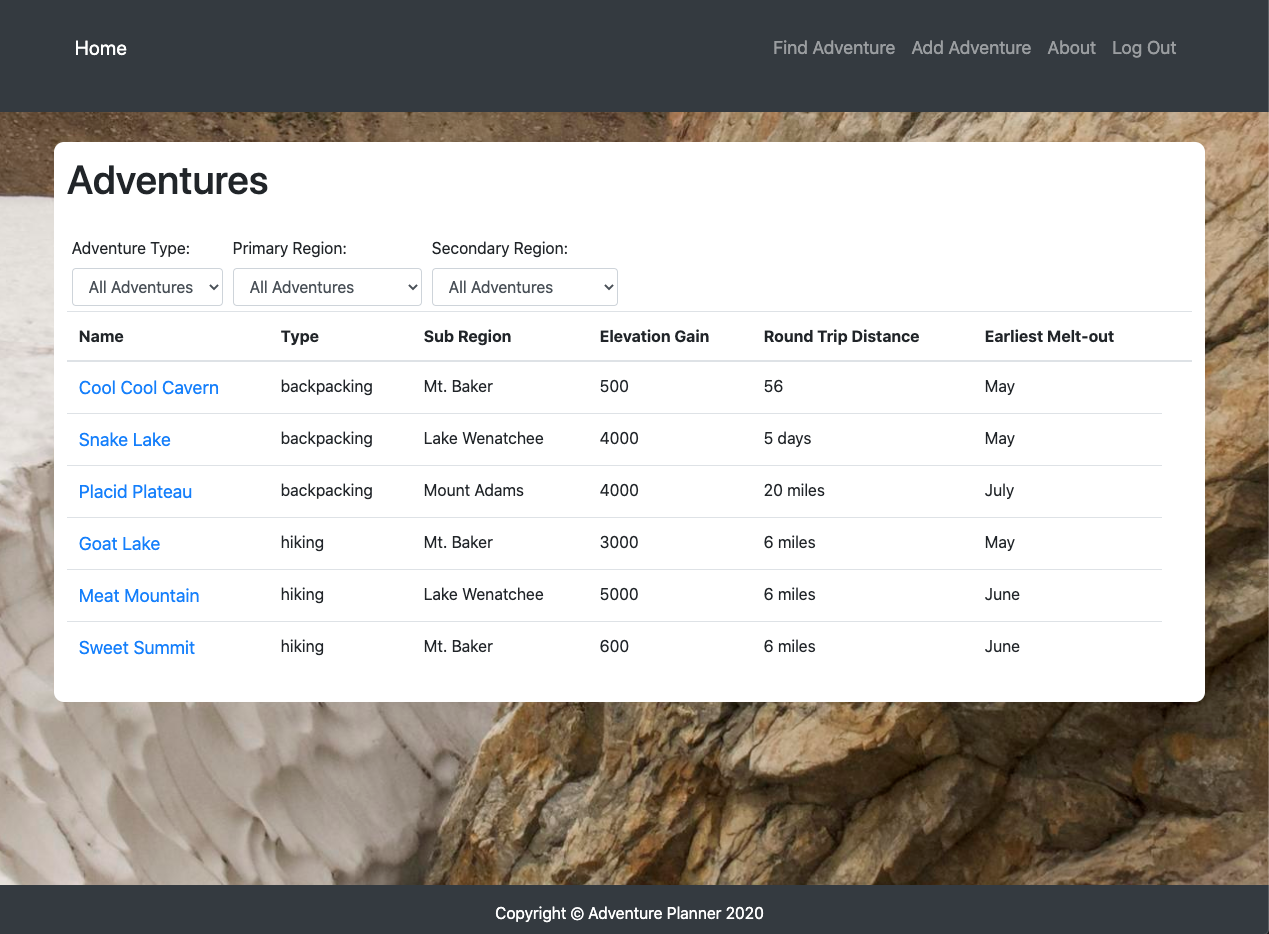 Home Find Adventure Add Adventure About Log Out
Adventures
Adventure Type: Primary Region: Secondary Region:
All Adventures All Adventures All Adventures
Name Type Sub Region Elevation Gain Round Trip Distance Earliest Melt-out
Cool Cool Cavern backpacking Mt. Baker 500 56 May
Snake Lake backpacking Lake Wenatchee 4000 5 days May
Placid Plateau backpacking Mount Adams 4000 20 miles July
Goat Lake hiking Mt. Baker 3000 6 miles May
Meat Mountain hiking Lake Wenatchee 5000 6 miles June
Sweet Summit hiking Mt. Baker 600 6 miles June
Copyright © Adventure Planner 2020